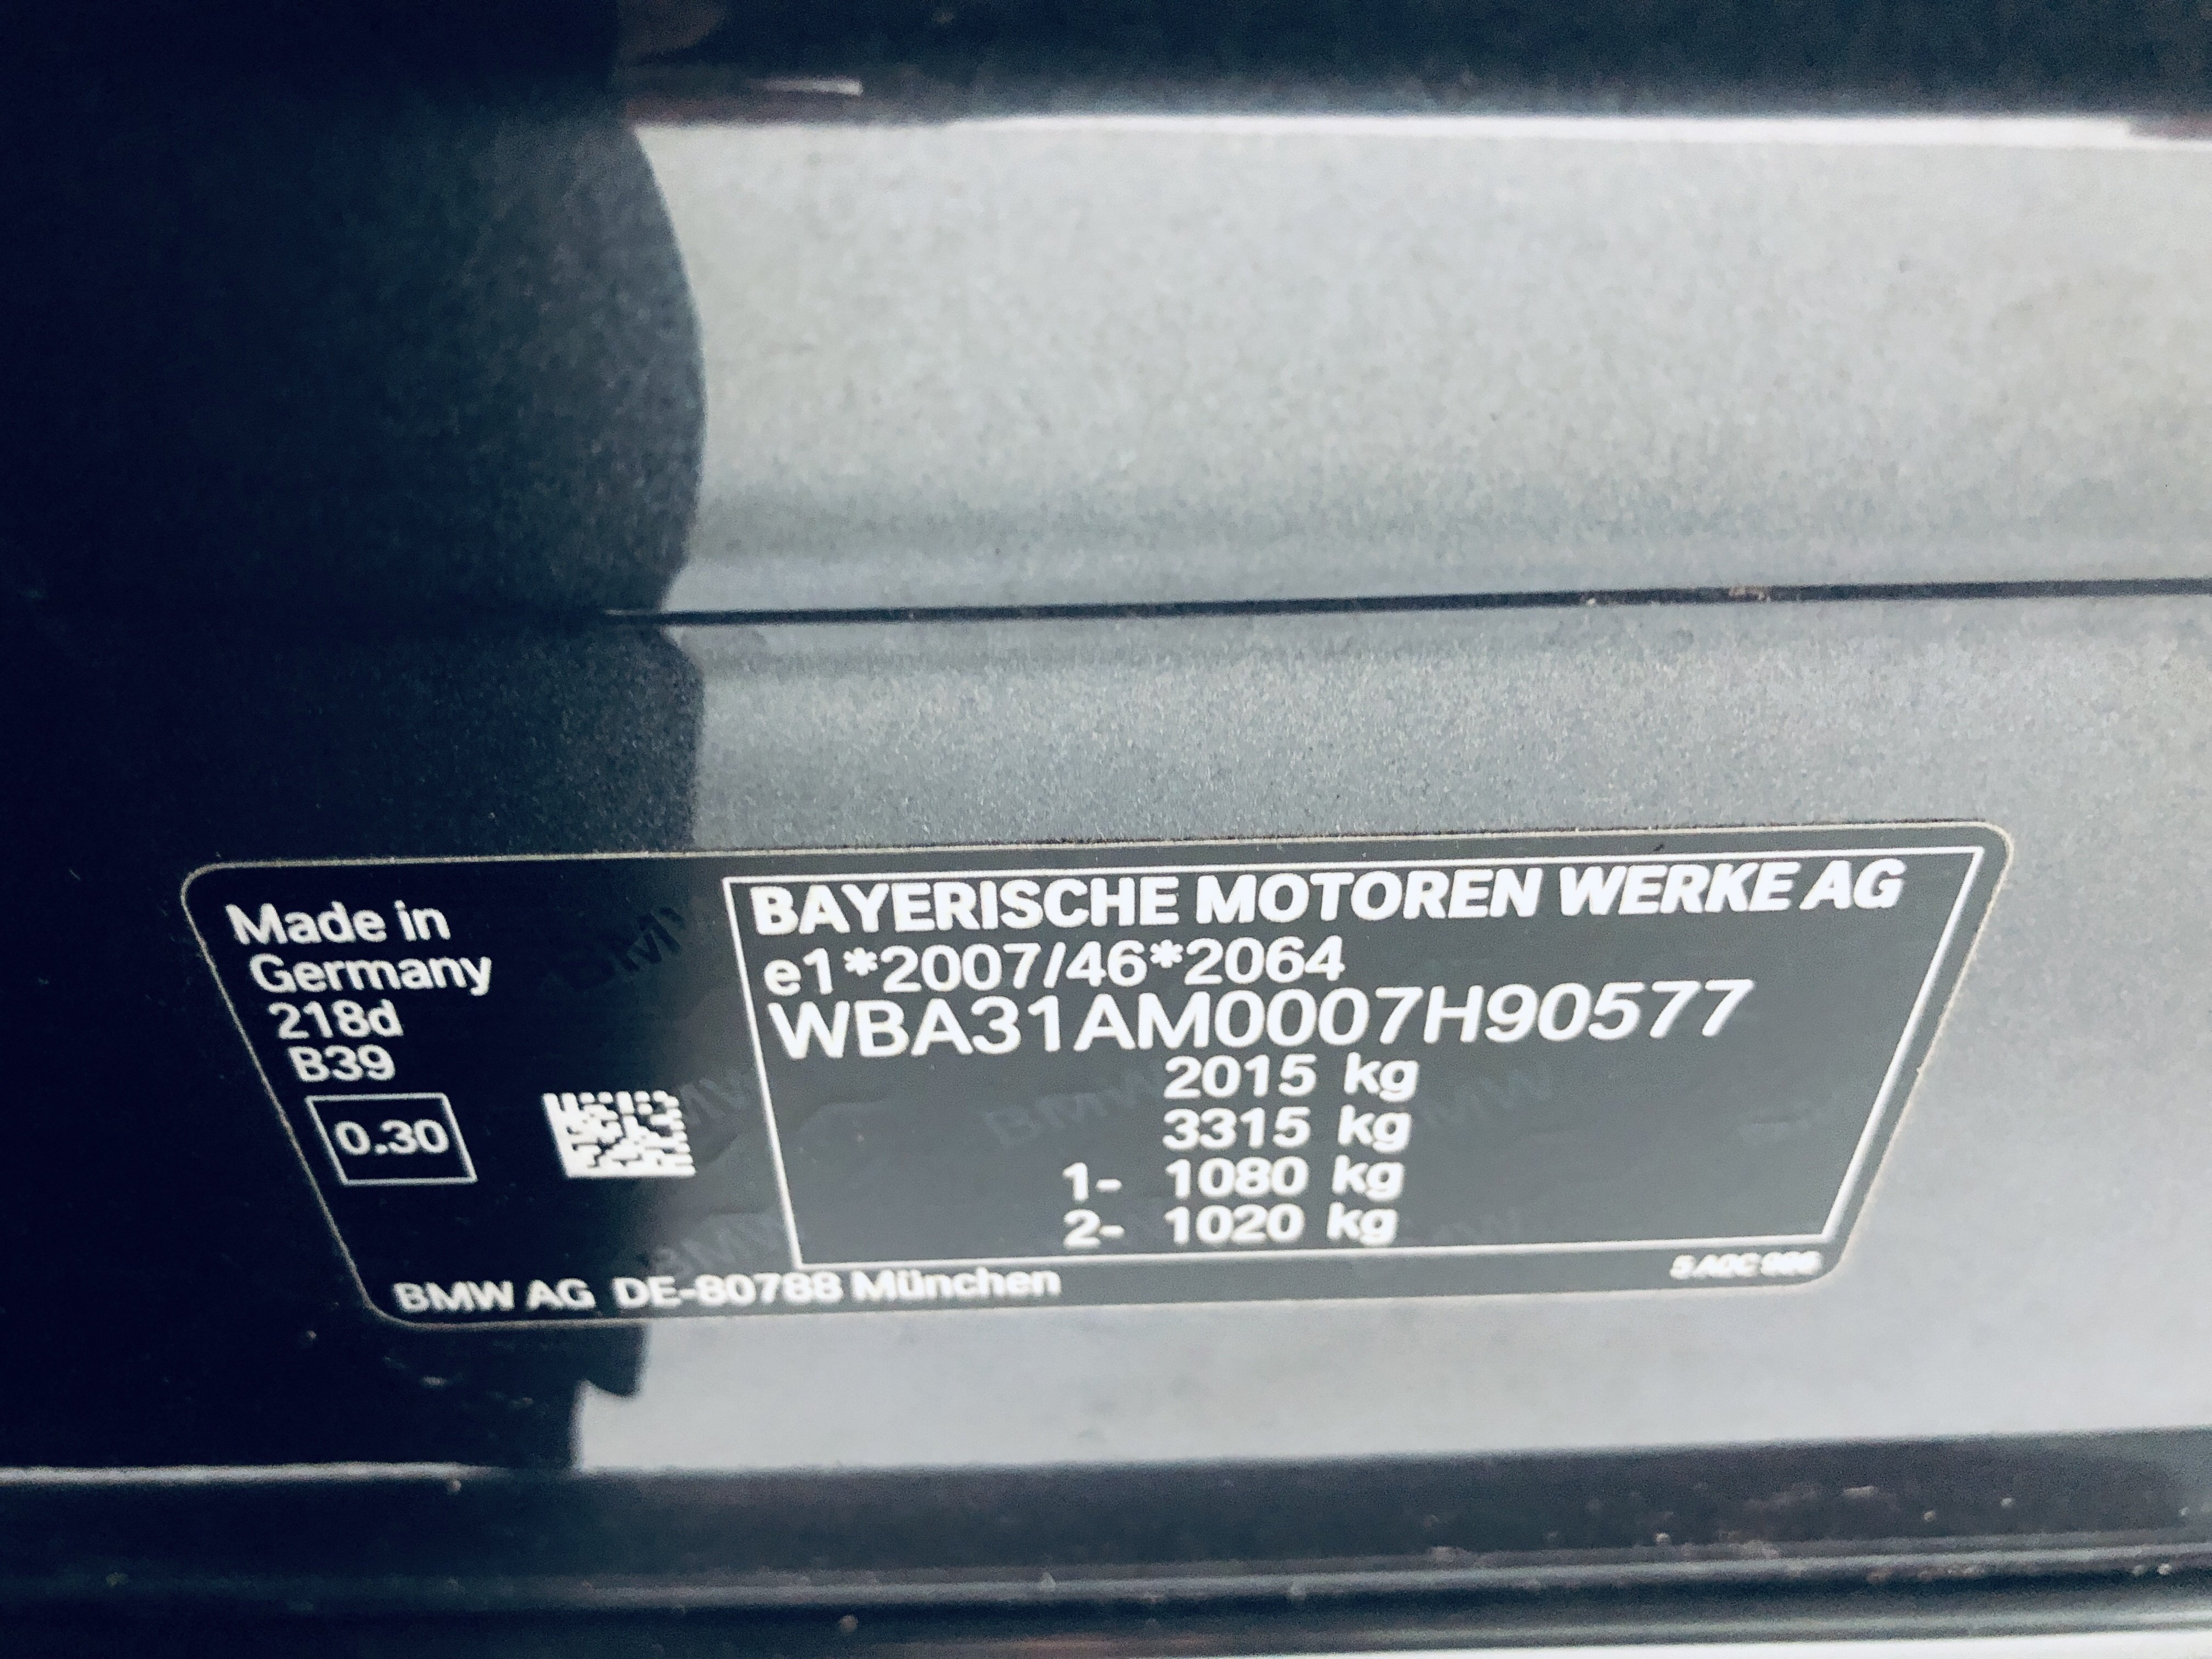 Made in
Germany
218d
B39
0.30
BAYERISCHE MOTOREN WERKE AG
e1*2007/46*2064
WBA31AM0007H90577
2015 kg
3315 kg
1- 1080 kg
2- 1020 kg
BMW AG DE-80788 München